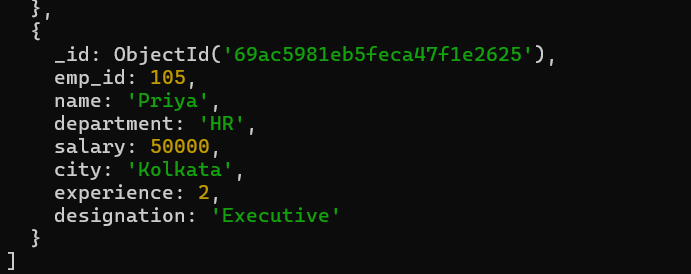 },
{
_id: ObjectId('69ac5981eb5feca47f1e2625'),
emp_id: 105,
name: 'Priya',
department: 'HR',
salary: 50000,
city: 'Kolkata',
experience: 2,
designation: 'Executive'
}
]